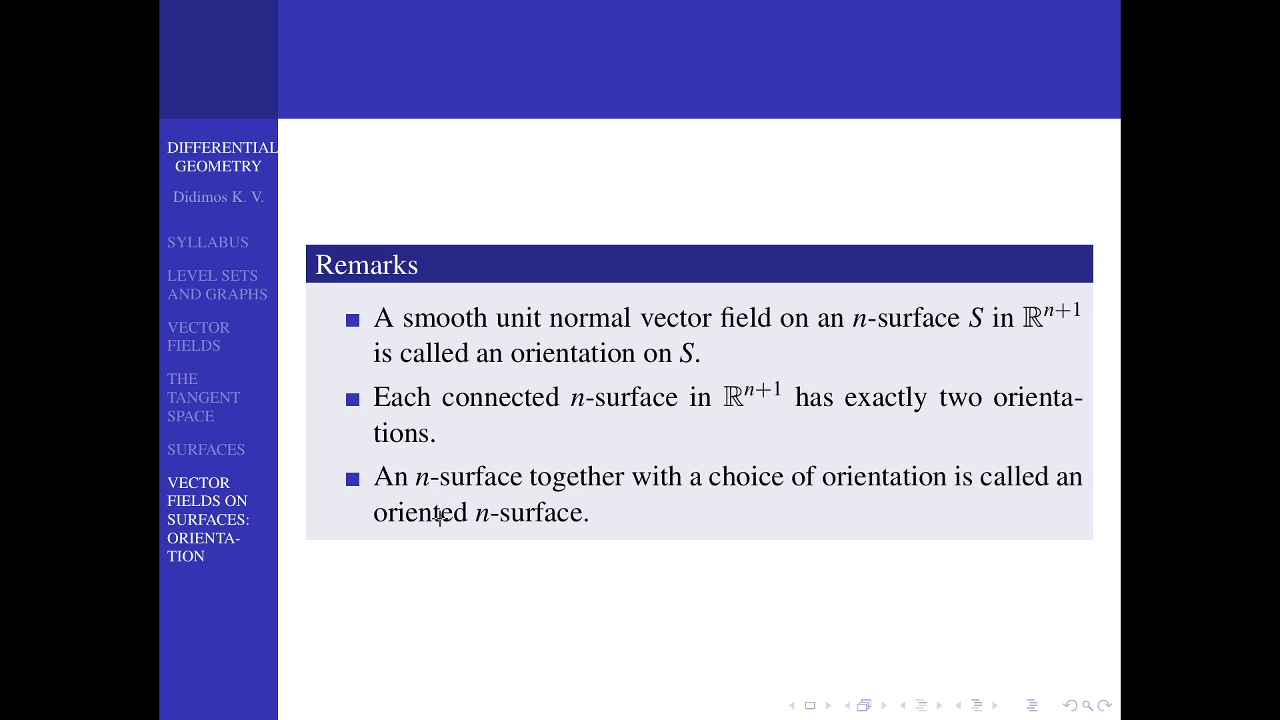 DIFFERENTIAL
GEOMETRY
Didimos K. V.
SYLLABUS
LEVEL SETS
AND GRAPHS
VECTOR
FIELDS
THE
TANGENT
SPACE
SURFACES
VECTOR
FIELDS ON
SURFACES:
ORIENTA-
TION
Remarks
A smooth unit normal vector field on an n-surface S in ℝⁿ⁺¹
is called an orientation on S.
Each connected n-surface in ℝⁿ⁺¹ has exactly two orienta-
tions.
An n-surface together with a choice of orientation is called an
oriented n-surface.